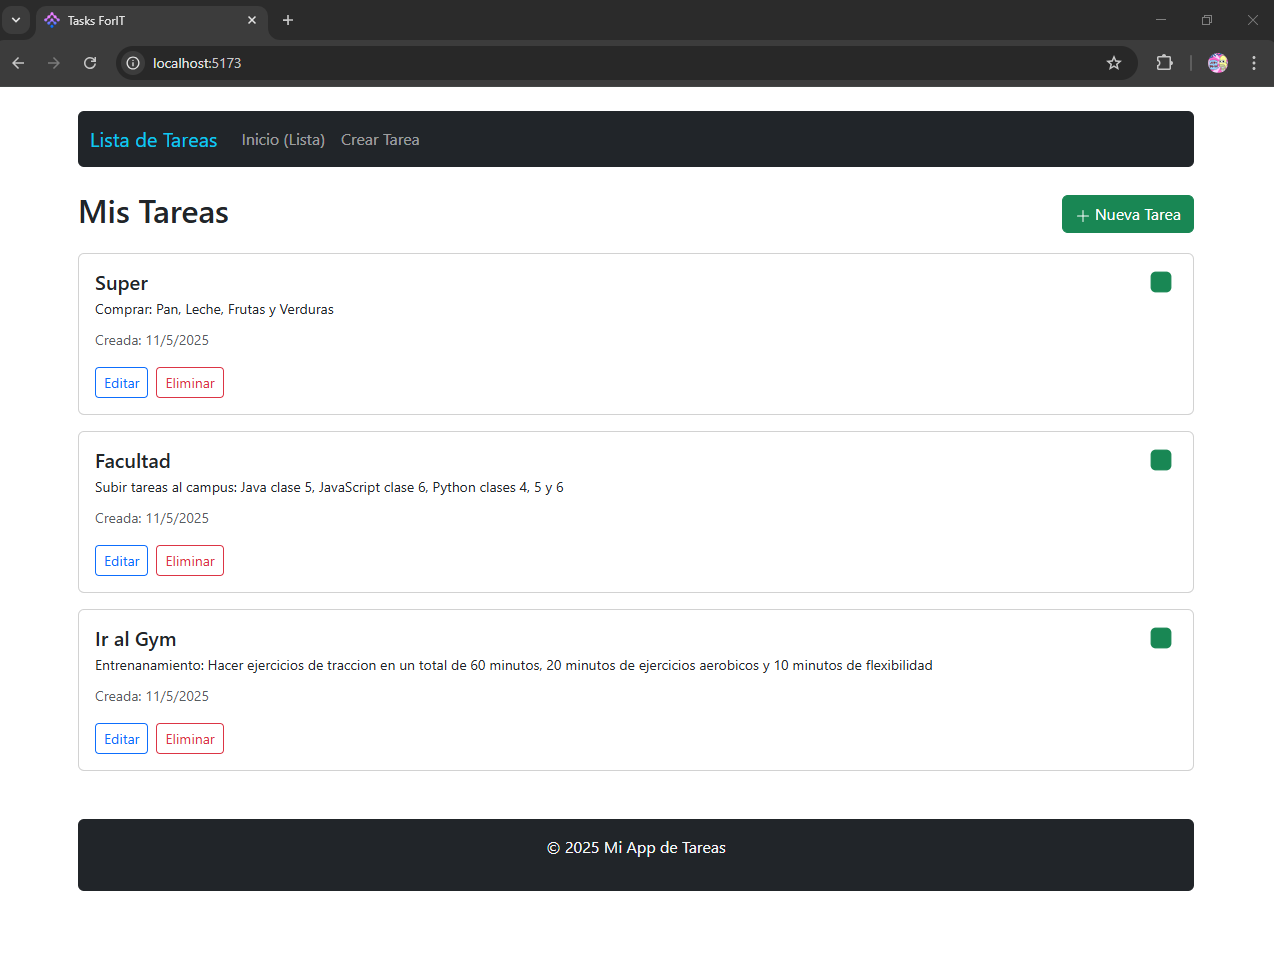 Tasks ForIT
localhost:5173
Lista de Tareas Inicio (Lista) Crear Tarea
Mis Tareas
+ Nueva Tarea
Super
Comprar: Pan, Leche, Frutas y Verduras
Creada: 11/5/2025
Editar Eliminar
Facultad
Subir tareas al campus: Java clase 5, JavaScript clase 6, Python clases 4, 5 y 6
Creada: 11/5/2025
Editar Eliminar
Ir al Gym
Entrenanamiento: Hacer ejercicios de traccion en un total de 60 minutos, 20 minutos de ejercicios aerobicos y 10 minutos de flexibilidad
Creada: 11/5/2025
Editar Eliminar
© 2025 Mi App de Tareas